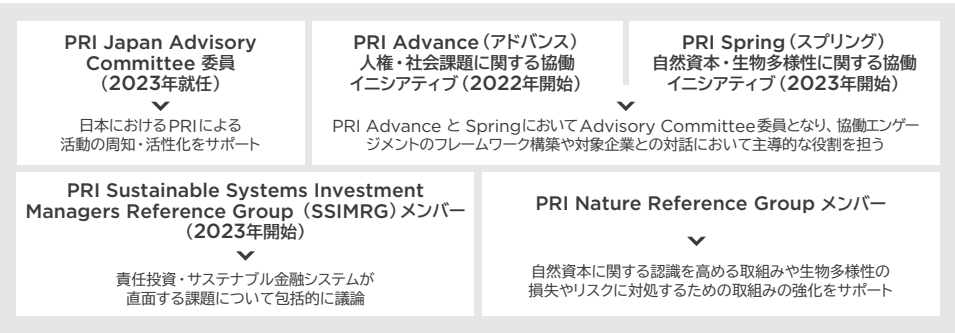 PRI Japan Advisory
Committee 委員
（2023年就任）
日本におけるPRIによる
活動の周知・活性化をサポート
PRI Advance（アドバンス）
人権・社会課題に関する協働
イニシアティブ（2022年開始）
PRI Spring（スプリング）
自然資本・生物多様性に関する協働
イニシアティブ（2023年開始）
PRI Advance と SpringにおいてAdvisory Committee委員となり、協働エンゲー
ジメントのフレームワーク構築や対象企業との対話において主導的な役割を担う
PRI Sustainable Systems Investment
Managers Reference Group（SSIMRG）メンバー
（2023年開始）
責任投資・サステナブル金融システムが
直面する課題について包括的に議論
PRI Nature Reference Group メンバー
自然資本に関する認識を高める取組みや生物多様性の
損失やリスクに対処するための取組みの強化をサポート